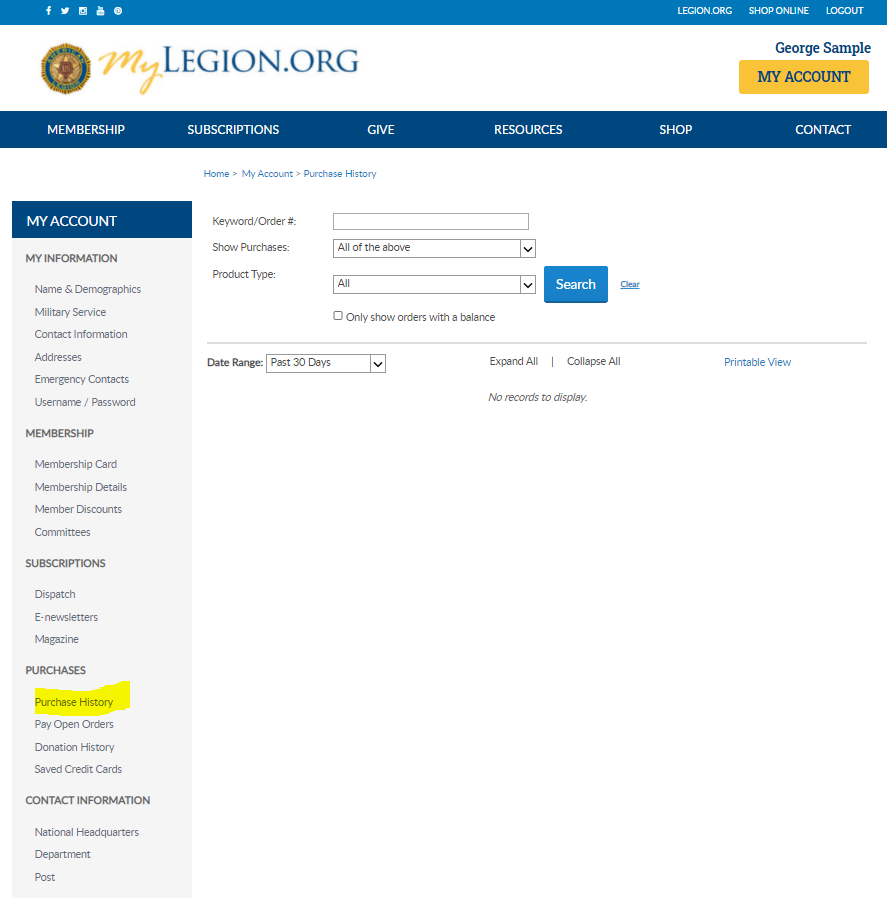 LEGION.ORG SHOP ONLINE LOGOUT
MyLEGION.ORG
George Sample
MY ACCOUNT
MEMBERSHIP SUBSCRIPTIONS GIVE RESOURCES SHOP CONTACT
Home > My Account > Purchase History
MY ACCOUNT
MY INFORMATION
Name & Demographics
Military Service
Contact Information
Addresses
Emergency Contacts
Username / Password
MEMBERSHIP
Membership Card
Membership Details
Member Discounts
Committees
SUBSCRIPTIONS
Dispatch
E-newsletters
Magazine
PURCHASES
Purchase History
Pay Open Orders
Donation History
Saved Credit Cards
CONTACT INFORMATION
National Headquarters
Department
Post
Keyword/Order #:
Show Purchases: All of the above
Product Type: All Search Clear
Only show orders with a balance
Date Range: Past 30 Days Expand All | Collapse All Printable View
No records to display.